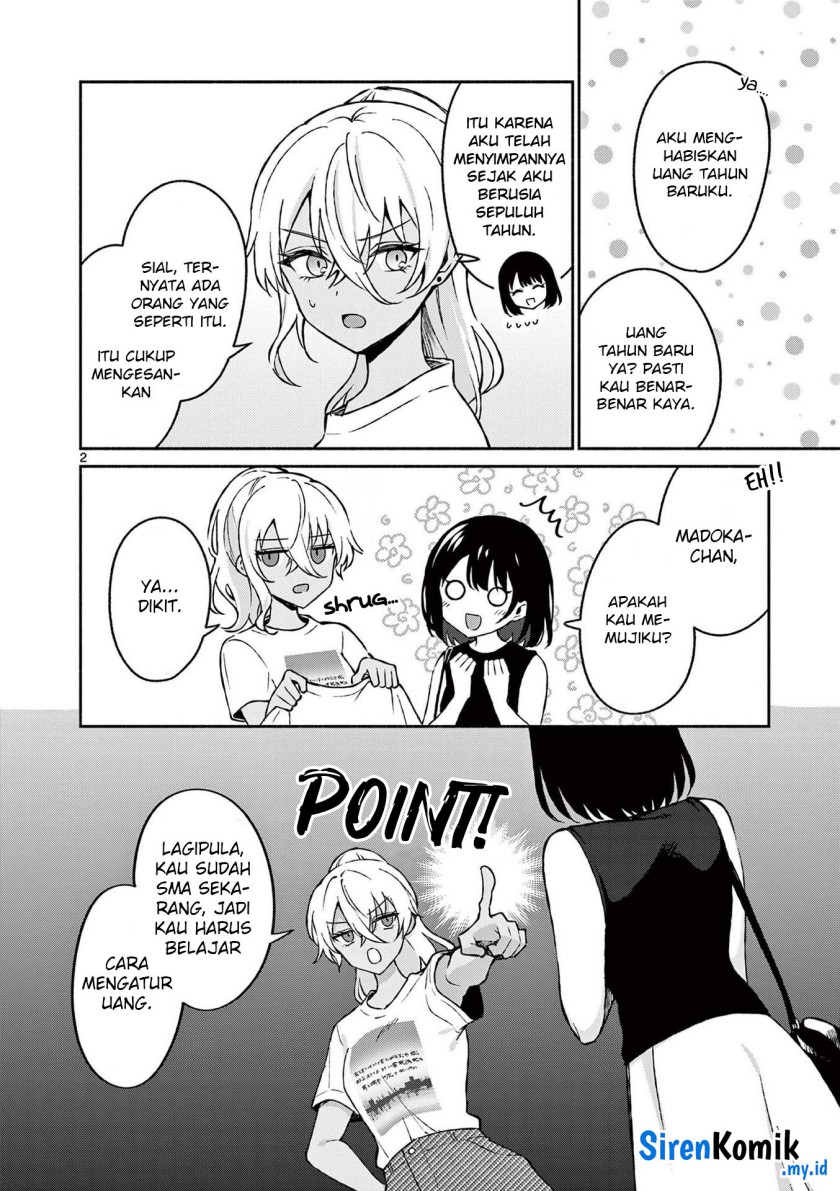 Ya....
AKU MENG-
HABISKAN
UANG TAHUN
BARUKU.
UANG
TAHUN BARU
YA? PASTI
KAU BENAR-
BENAR KAYA.
ITU KARENA
AKU TELAH
MENYIMPANNYA
SEJAK AKU
BERUSIA
SEPULUH
TAHUN.
SIAL, TER-
NYATA ADA
ORANG YANG
SEPERTI ITU.
ITU CUKUP
MENGESAN-
KAN
2
EH!!
MADOKA-
CHAN,
APAKAH
KAU ME-
MUJIKU?
shrug...
YA...
DIKIT.
POINT!
LAGIPULA,
KAU SUDAH
SMA SEKA-
RANG, JADI
KAU HARUS
BELAJAR
CARA
MENGATUR
UANG.
SirenKomik
.my.id